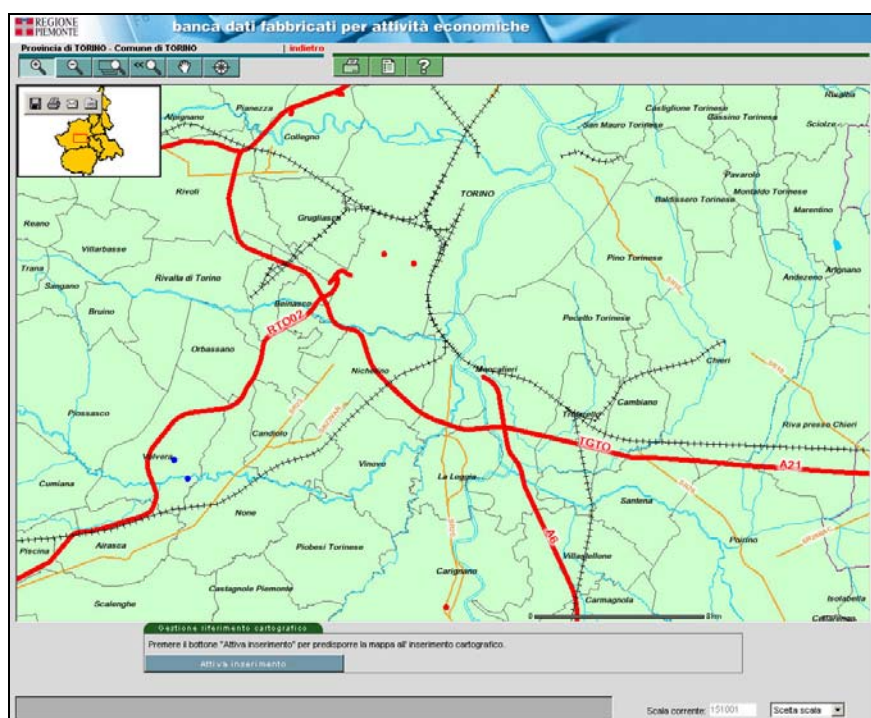 REGIONE PIEMONTE
banca dati fabbricati per attività economiche
Provincia di TORINO - Comune di TORINO | indietro
Pianezza
Alpignano
Collegno
Castiglione Torinese
Gassino Torinese
San Mauro Torinese
Sciolze
Rivalba
Rivoli
TORINO
Pavarolo
Montaldo Torinese
Baldissero Torinese
Marentino
Grugliasco
Reano
Villarbasse
Trana
Sangano
Rivalta di Torino
Pino Torinese
Andezeno
Arignano
Bruino
Beinasco
RTO02
Pecetto Torinese
Orbassano
Nichelino
Moncalieri
Chieri
Cambiano
Trofarello
Piossasco
Candiolo
SR23
Riva presso Chieri
TGTO
A21
Volvera
Vinovo
La Loggia
Cumiana
Santena
None
A6
Poirino
Piscina
Airasca
Piobesi Torinese
Villastellone
Castagnole Piemonte
Carignano
Scalenghe
Carmagnola
Isolabella
0
8 km
Gestione riferimento cartografico
Premere il bottone "Attiva inserimento" per predisporre la mappa all' inserimento cartografico.
Attiva inserimento
Scala corrente: 151001 Scelta scala